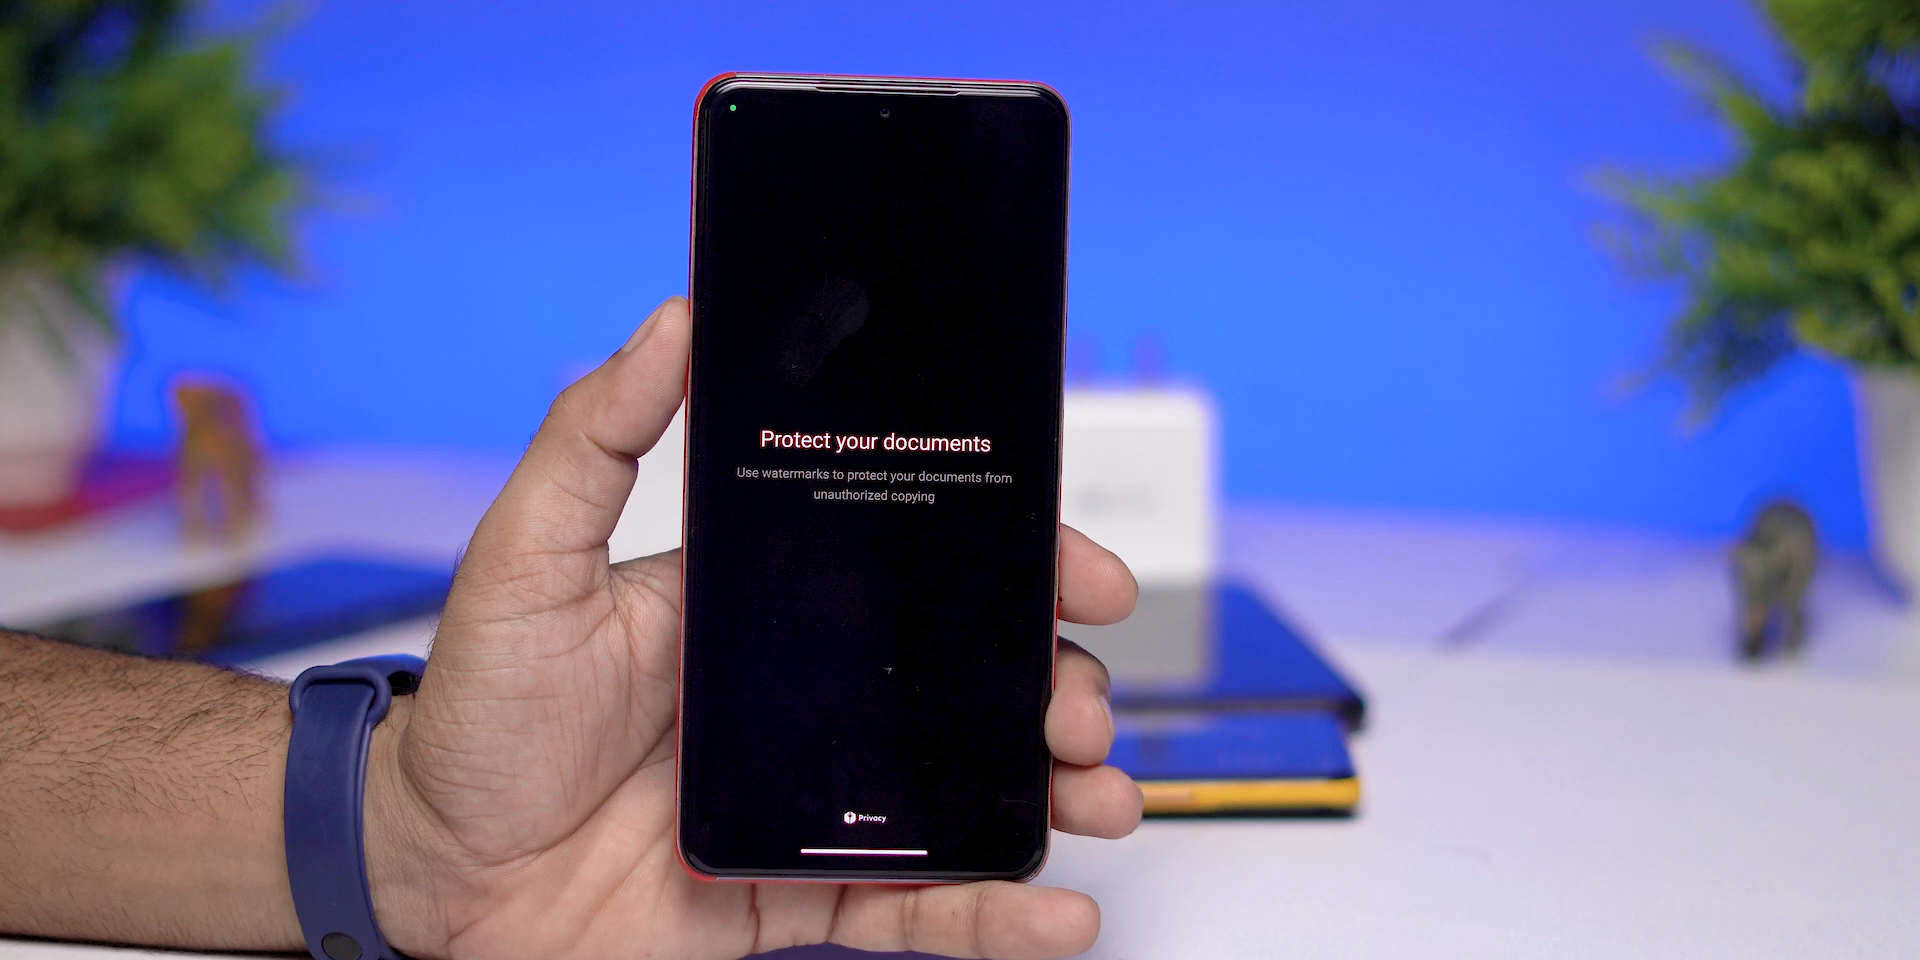 Protect your documents
Use watermarks to protect your documents from
unauthorized copying
Privacy